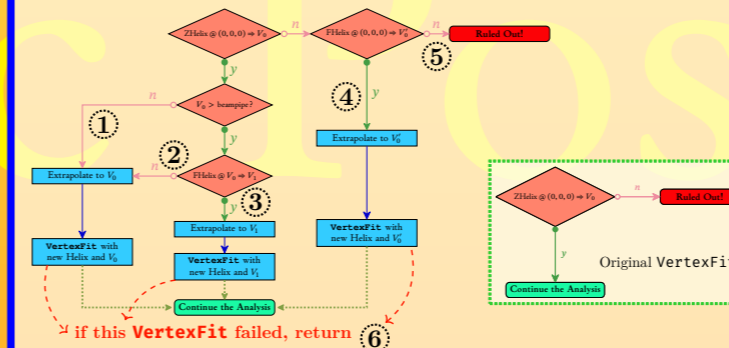 ZHelix @ (0, 0, 0) ⇒ V₀
n
FHelix @ (0, 0, 0) ⇒ V₀′
n
Ruled Out!
5
y
4
y
V₀ > beampipe?
n
1
y
Extrapolate to V₀′
2
n
Extrapolate to V₀
FHelix @ V₀ ⇒ V₁
y
3
Extrapolate to V₁
VertexFit with
new Helix and V₀
VertexFit with
new Helix and V₁
VertexFit with
new Helix and V₀′
Continue the Analysis
if this VertexFit failed, return 6
ZHelix @ (0, 0, 0) ⇒ V₀
n
Ruled Out!
y
Original VertexFit
Continue the Analysis